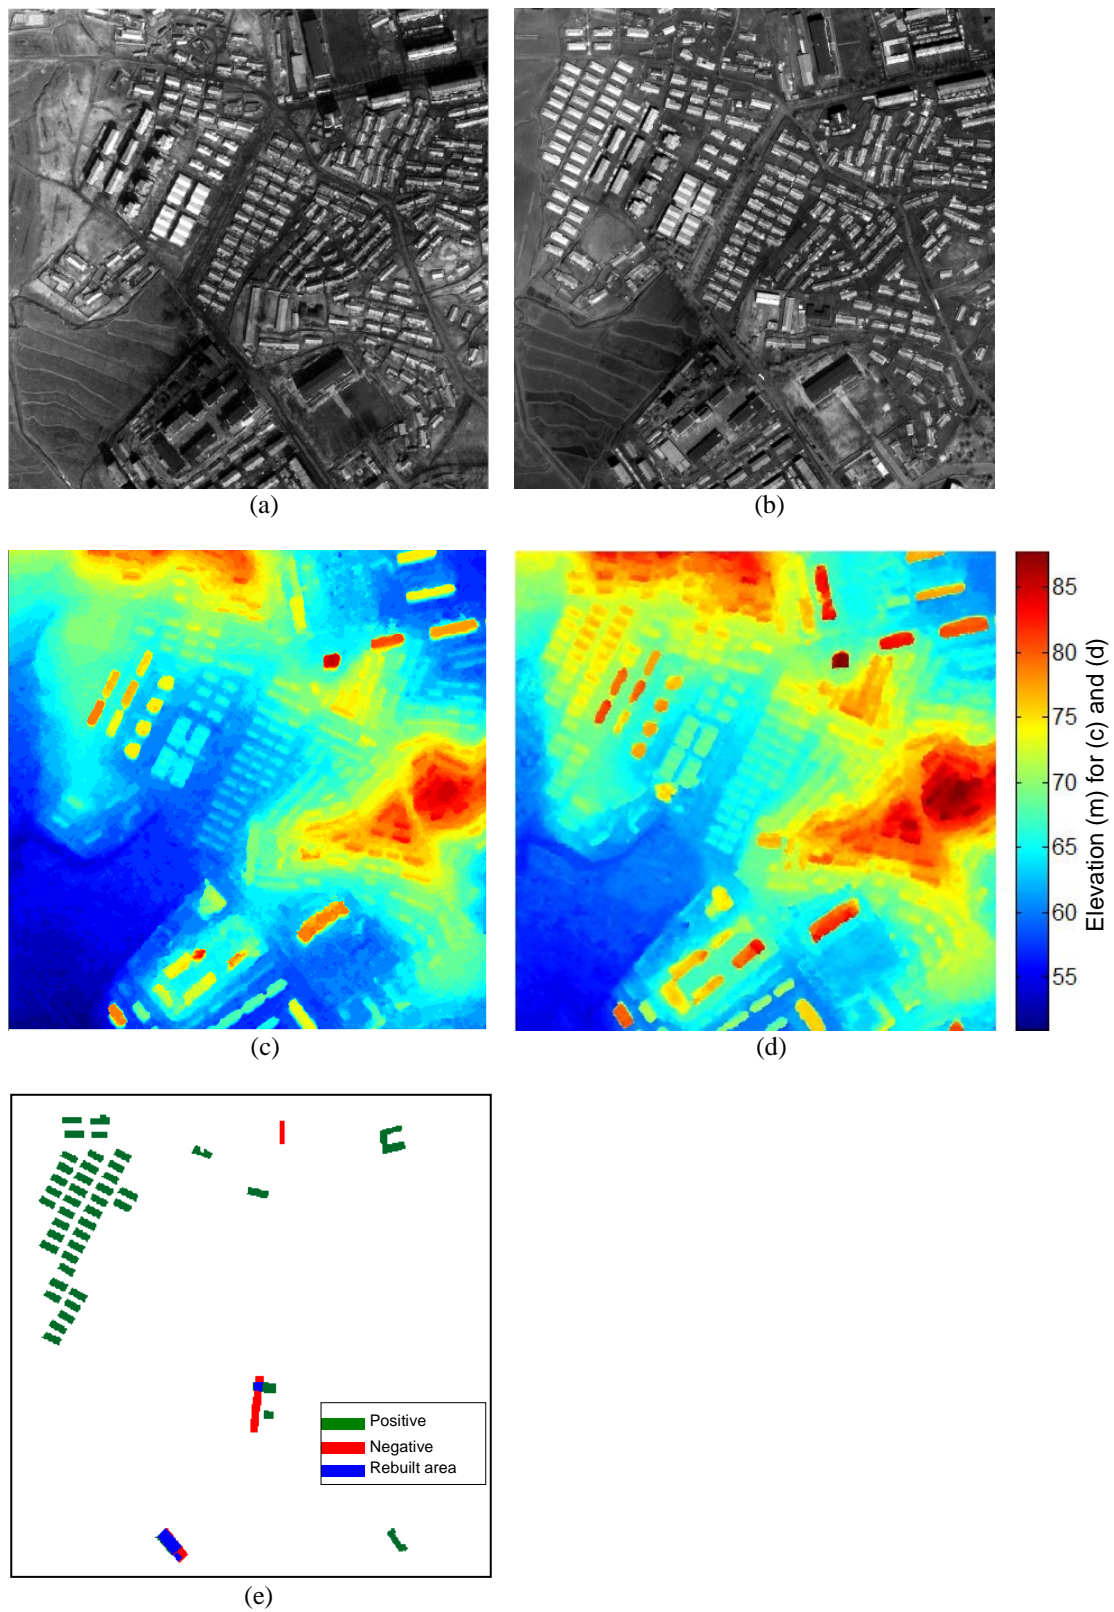 (a)
(b)
85
80
75
70
65
60
55
Elevation (m) for (c) and (d)
(c)
(d)
Positive
Negative
Rebuilt area
(e)